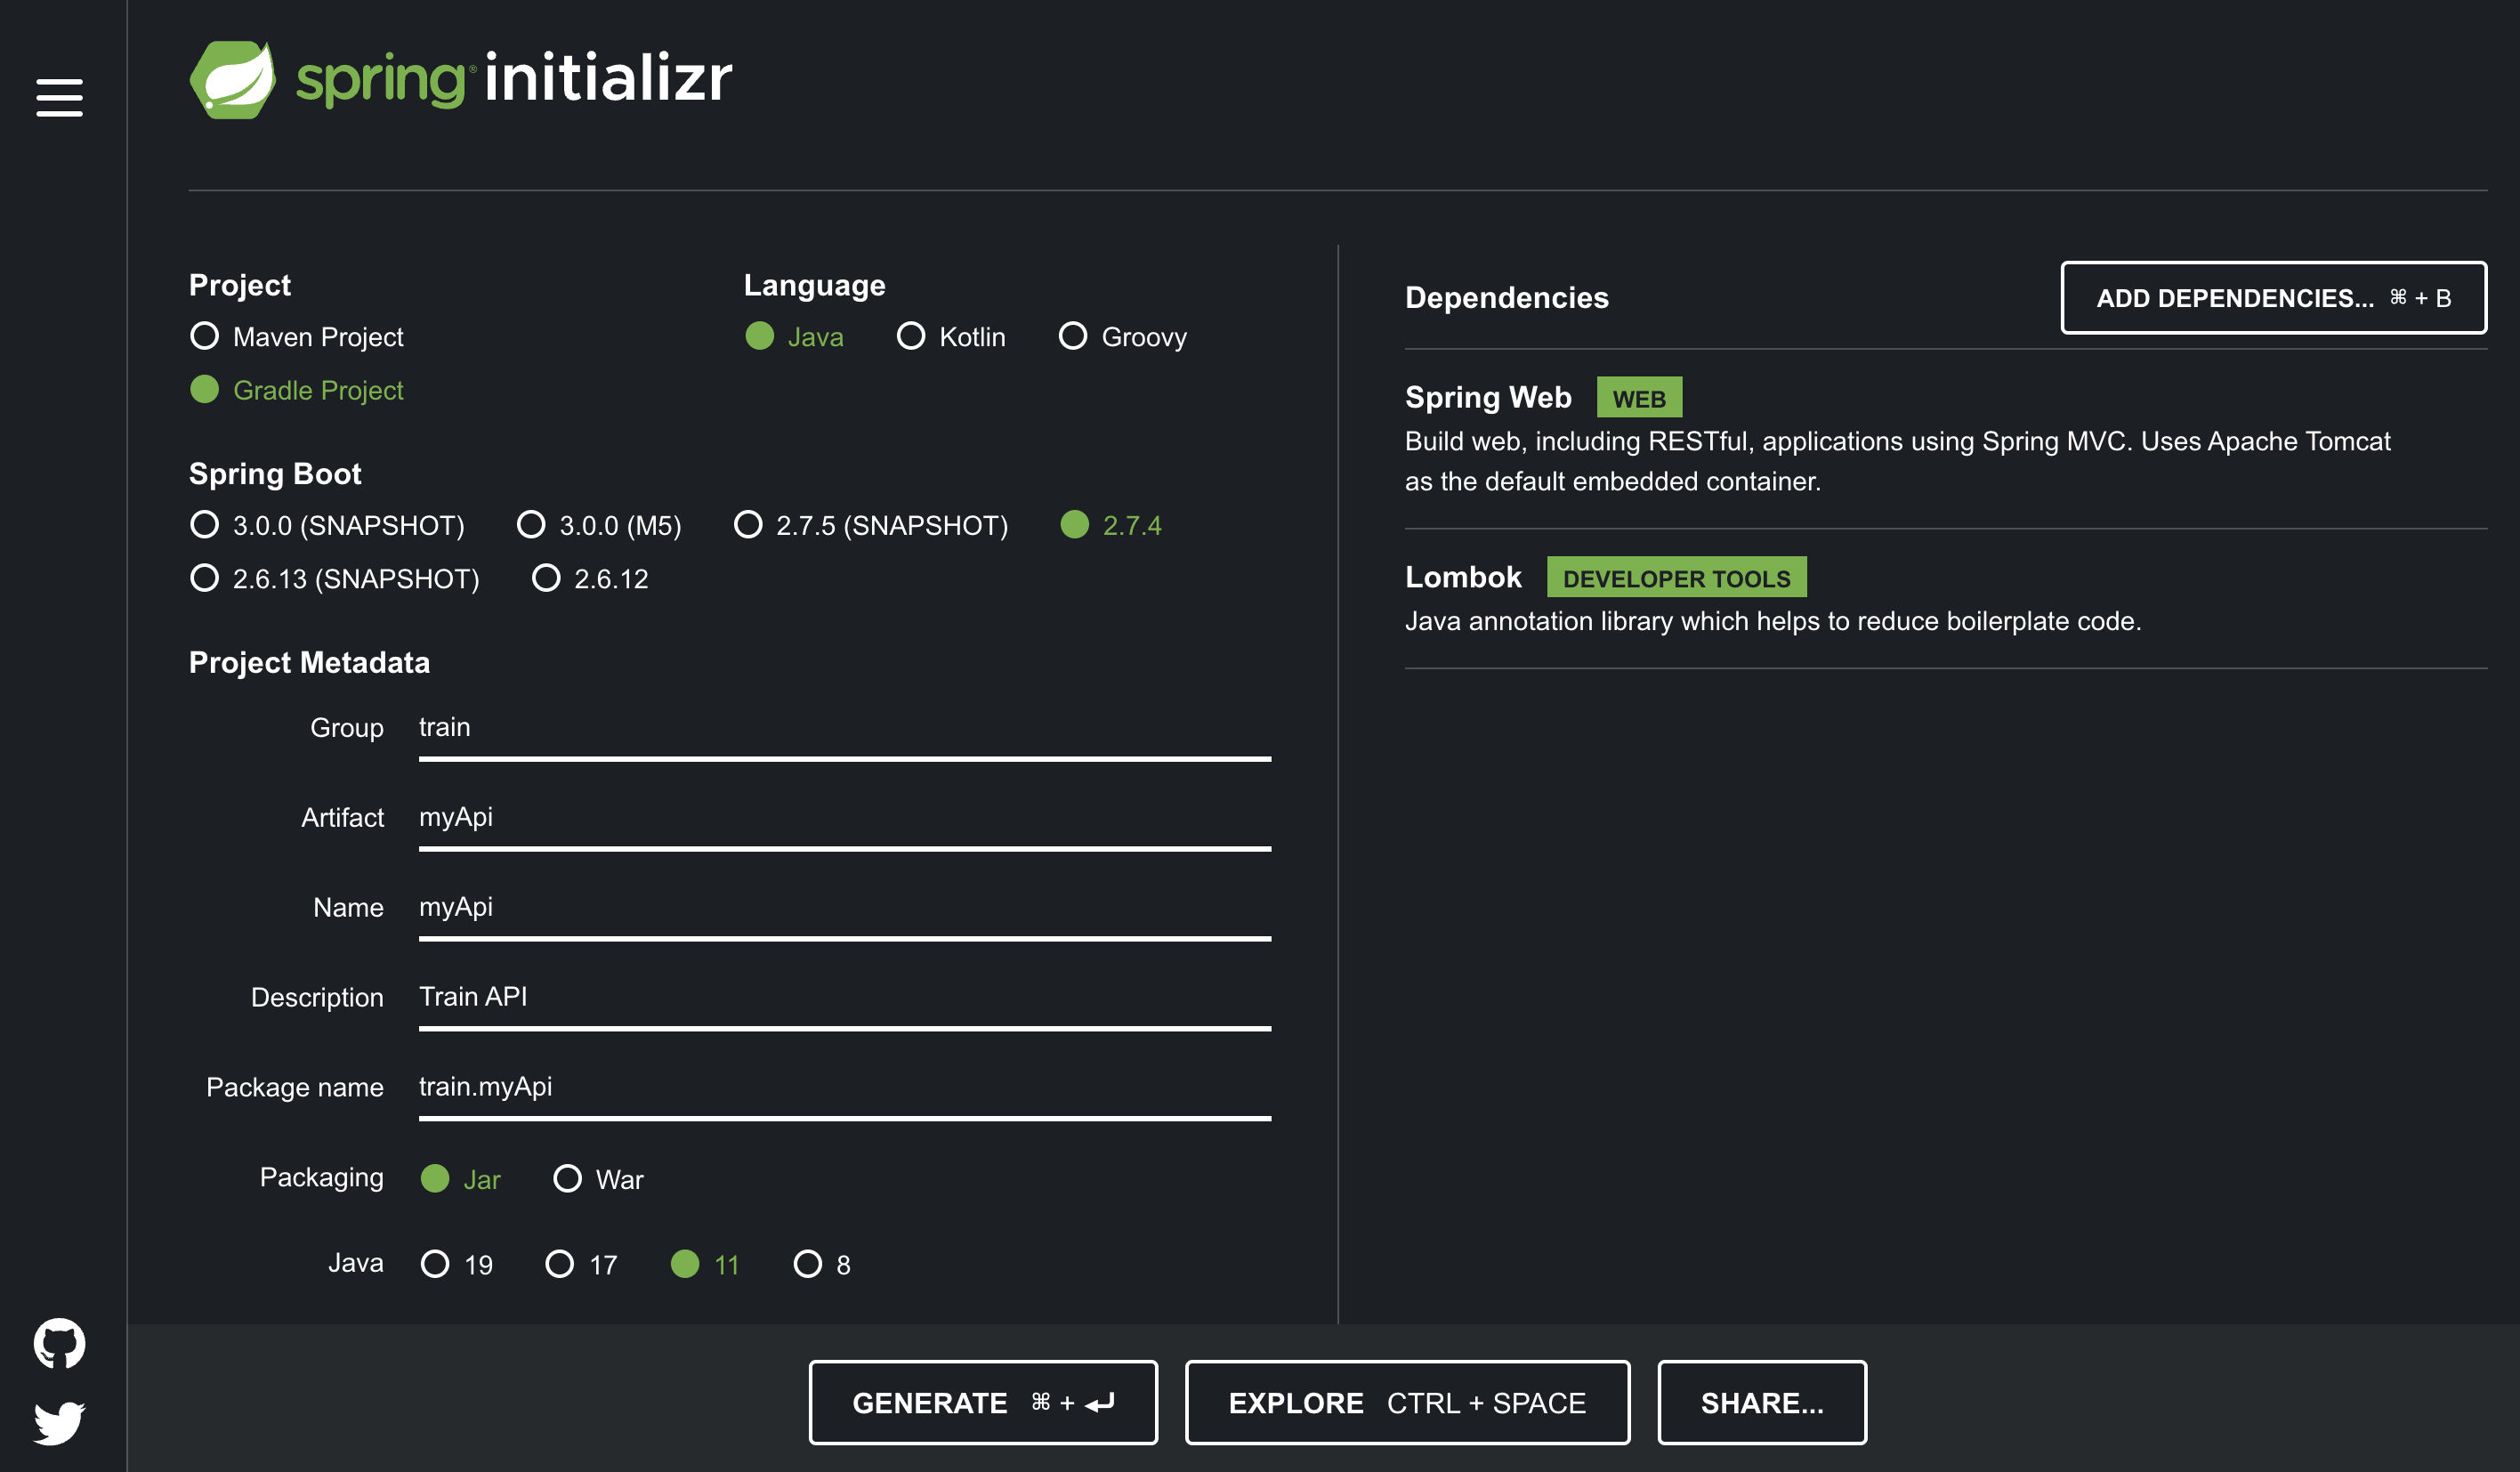 spring® initializr
Project
Maven Project
Gradle Project
Language
Java Kotlin Groovy
Spring Boot
3.0.0 (SNAPSHOT) 3.0.0 (M5) 2.7.5 (SNAPSHOT) 2.7.4
2.6.13 (SNAPSHOT) 2.6.12
Project Metadata
Group train
Artifact myApi
Name myApi
Description Train API
Package name train.myApi
Packaging Jar War
Java 19 17 11 8
Dependencies
ADD DEPENDENCIES... ⌘ + B
Spring Web WEB
Build web, including RESTful, applications using Spring MVC. Uses Apache Tomcat
as the default embedded container.
Lombok DEVELOPER TOOLS
Java annotation library which helps to reduce boilerplate code.
GENERATE ⌘ + ⏎
EXPLORE CTRL + SPACE
SHARE...